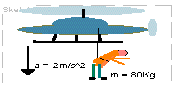 a = 2m/s^2
m = 80Kg